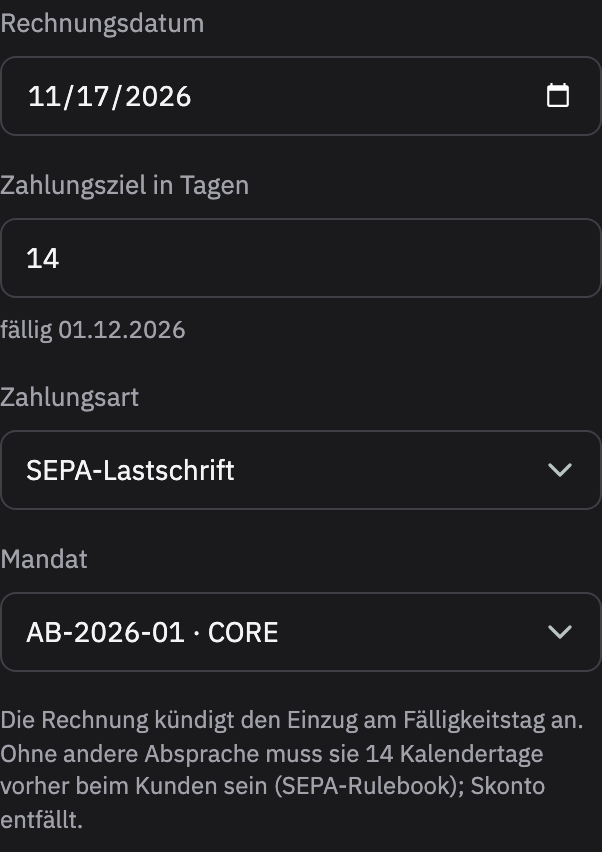 Rechnungsdatum
11/17/2026
Zahlungsziel in Tagen
14
fällig 01.12.2026
Zahlungsart
SEPA-Lastschrift
Mandat
AB-2026-01 · CORE
Die Rechnung kündigt den Einzug am Fälligkeitstag an.
Ohne andere Absprache muss sie 14 Kalendertage
vorher beim Kunden sein (SEPA-Rulebook); Skonto
entfällt.